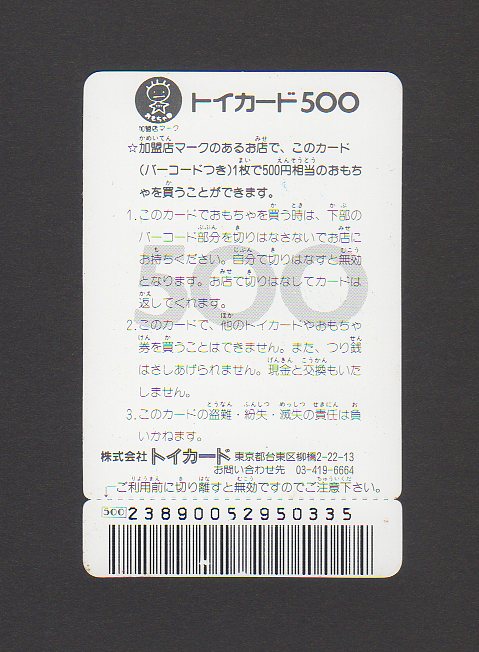 おもちゃ券
トイカード500
加盟店マーク
☆加盟店マークのあるお店で、このカード
(バーコードつき)1枚で500円相当のおもち
ゃを買うことができます。
1.このカードでおもちゃを買う時は、下部の
バーコード部分を切りはなさないでお店に
お持ちください。自分で切りはなすと無効
となります。お店で切りはなしてカードは
返してくれます。
500
2.このカードで、他のトイカードやおもちゃ
券を買うことはできません。また、つり銭
はさしあげられません。現金と交換もいた
しません。
3.このカードの盗難・紛失・滅失の責任は負
いかねます。
株式会社トイカード 東京都台東区柳橋2-22-13
お問い合わせ先 03-419-6664
ご利用前に切り離すと無効ですのでご注意下さい。
500 23890052950335